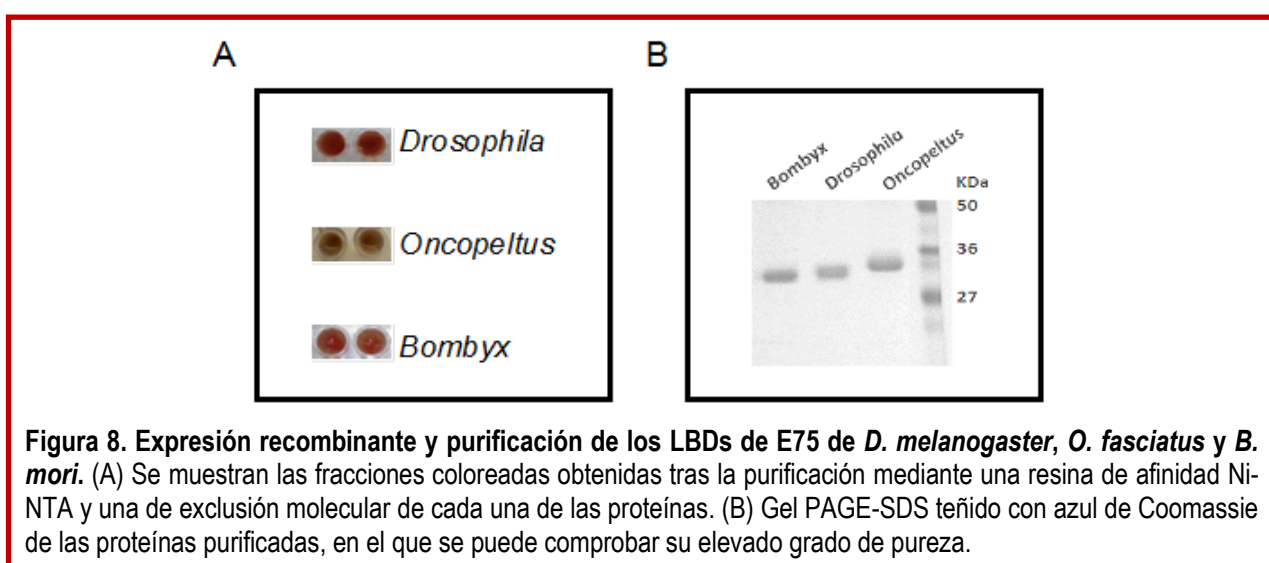 A
B
Drosophila
Oncopeltus
Bombyx
Bombyx
Drosophila
Oncopeltus
KDa
50
36
27
Figura 8. Expresión recombinante y purificación de los LBDs de E75 de D. melanogaster, O. fasciatus y B.
mori. (A) Se muestran las fracciones coloreadas obtenidas tras la purificación mediante una resina de afinidad Ni-
NTA y una de exclusión molecular de cada una de las proteínas. (B) Gel PAGE-SDS teñido con azul de Coomassie
de las proteínas purificadas, en el que se puede comprobar su elevado grado de pureza.